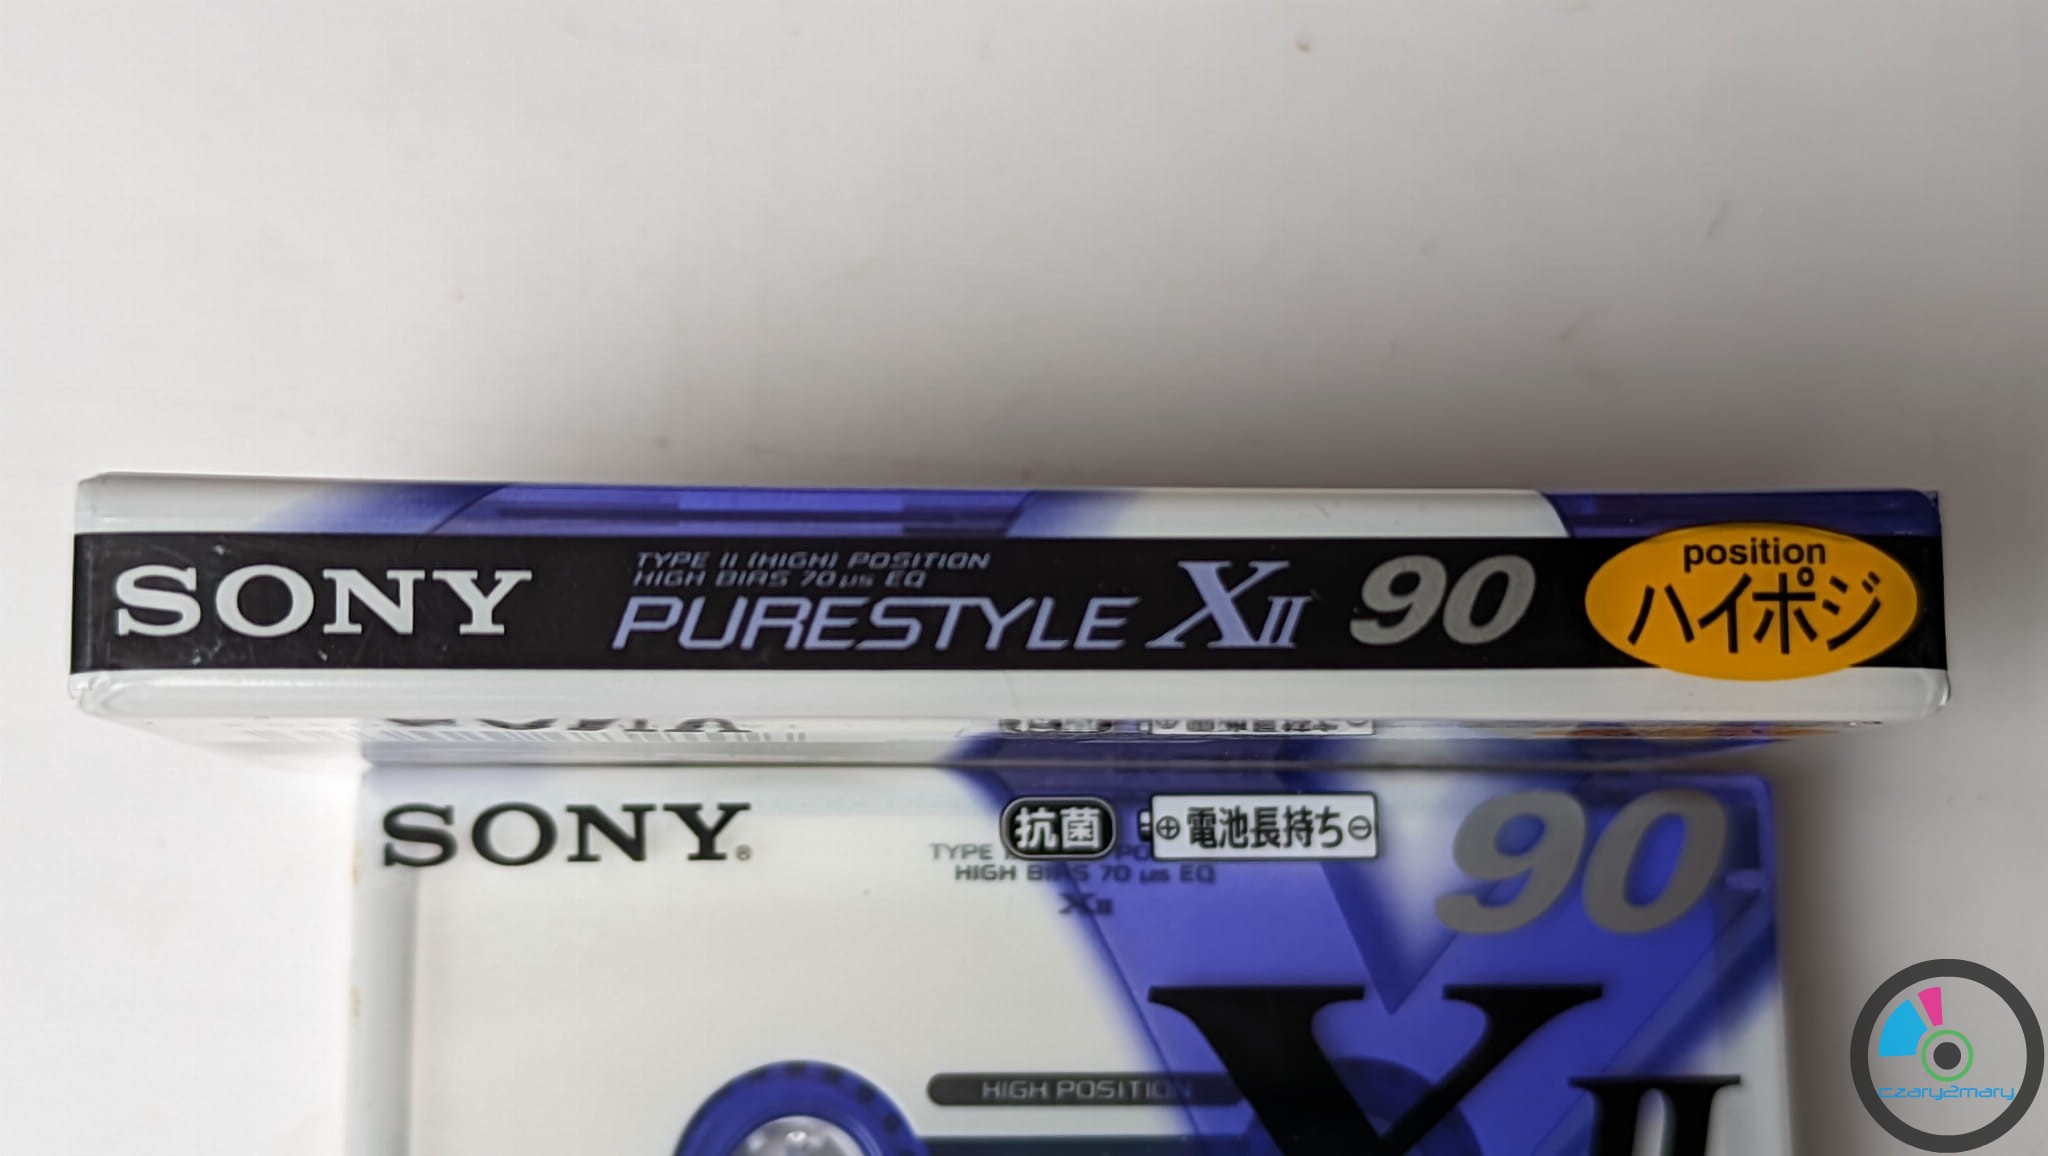 SONY
TYPE II (HIGH) POSITION
HIGH BIAS 70 µs EQ
PURESTYLE XII 90
position
ハイポジ
SONY®
抗菌
⊕ 電池長持ち ⊖
90
TYPE
HIGH BIAS 70 µs EQ
XII
XII
HIGH POSITION
czary2mary